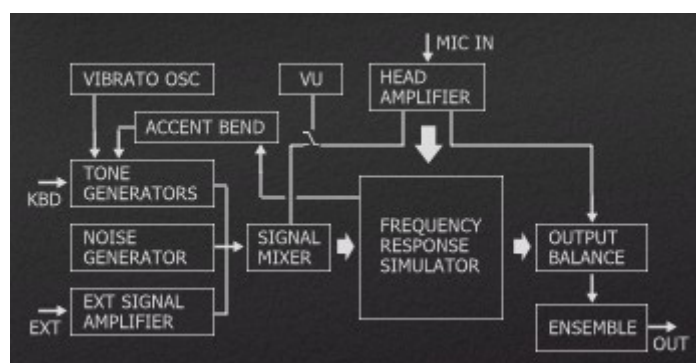 MIC IN
VIBRATO OSC
VU
HEAD
AMPLIFIER
ACCENT BEND
TONE
GENERATORS
KBD
NOISE
GENERATOR
SIGNAL
MIXER
FREQUENCY
RESPONSE
SIMULATOR
OUTPUT
BALANCE
EXT SIGNAL
AMPLIFIER
EXT
ENSEMBLE
OUT